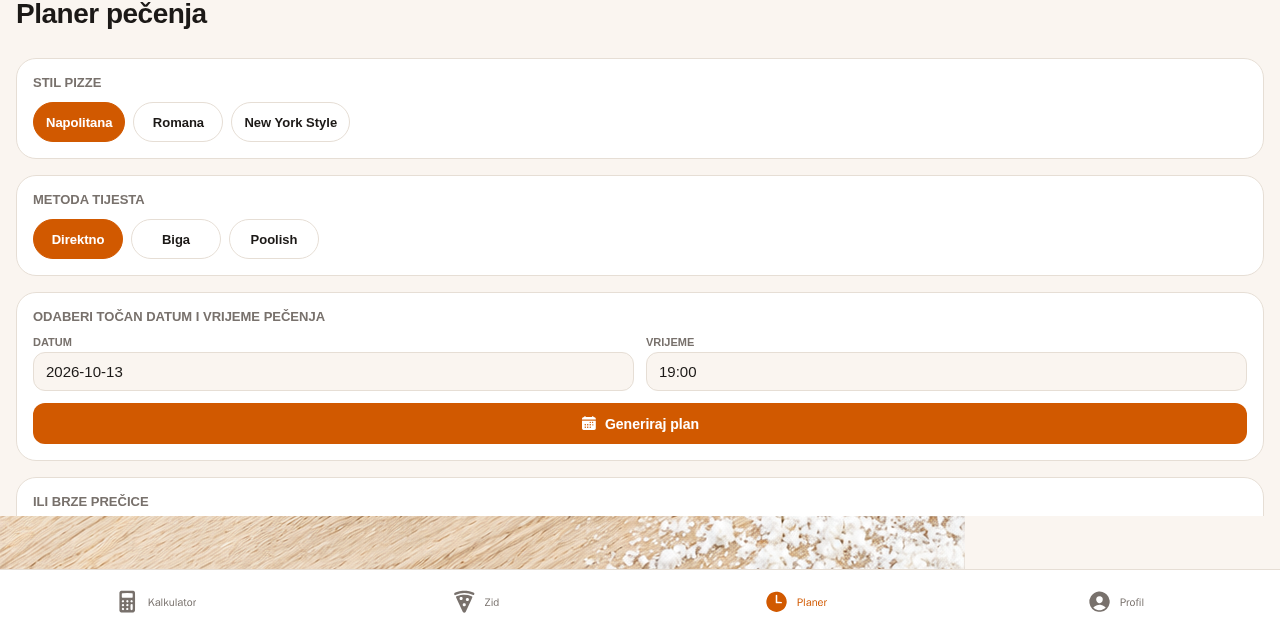 Planer pečenja
STIL PIZZE
Napolitana
Romana
New York Style
METODA TIJESTA
Direktno
Biga
Poolish
ODABERI TOČAN DATUM I VRIJEME PEČENJA
DATUM
VRIJEME
2026-10-13
19:00
Generiraj plan
ILI BRZE PREČICE
Kalkulator
Zid
Planer
Profil